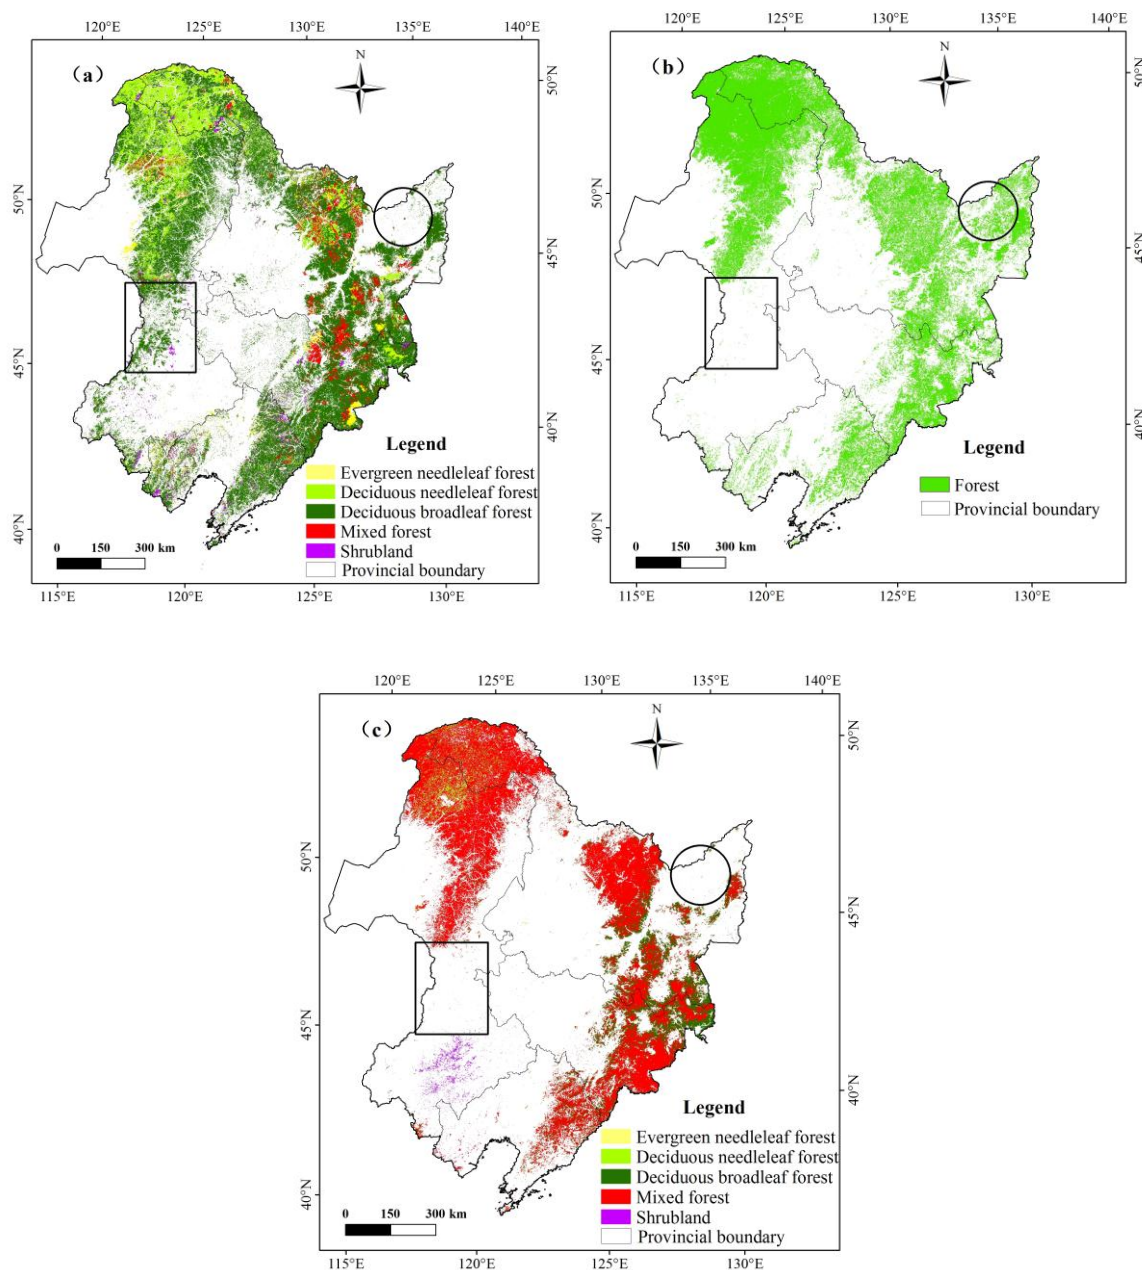 120°E 125°E 130°E 135°E 140°E
(a)
N
50°N
50°N
45°N
45°N
40°N
40°N
Legend
Evergreen needleleaf forest
Deciduous needleleaf forest
Deciduous broadleaf forest
Mixed forest
Shrubland
Provincial boundary
0 150 300 km
115°E 120°E 125°E 130°E
120°E 125°E 130°E 135°E 140°E
(b)
N
50°N
50°N
45°N
45°N
40°N
40°N
Legend
Forest
Provincial boundary
0 150 300 km
115°E 120°E 125°E 130°E
120°E 125°E 130°E 135°E 140°E
(c)
N
50°N
50°N
45°N
45°N
40°N
40°N
Legend
Evergreen needleleaf forest
Deciduous needleleaf forest
Deciduous broadleaf forest
Mixed forest
Shrubland
Provincial boundary
0 150 300 km
115°E 120°E 125°E 130°E